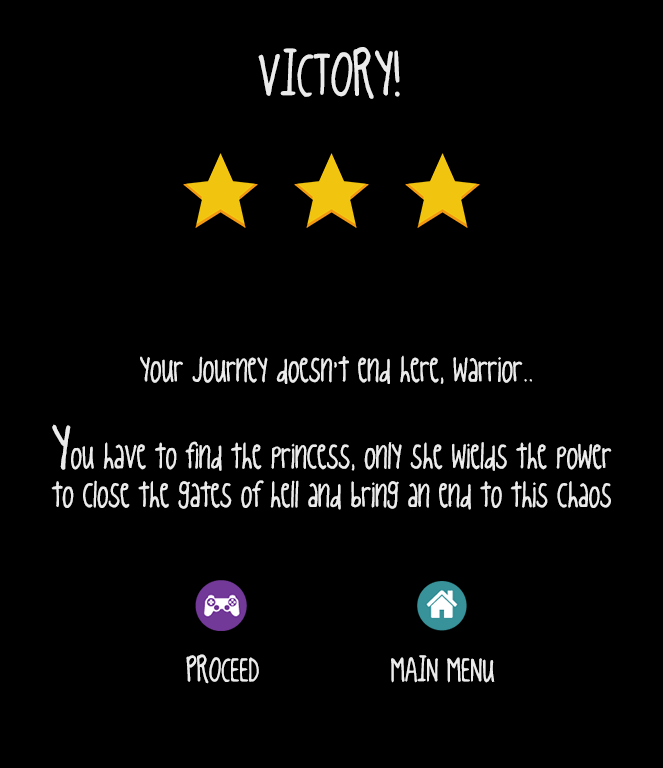 VICTORY!
Your Journey doesn't end here, Warrior..
You have to find the princess, only she wields the power
to close the gates of hell and bring an end to this chaos
PROCEED
MAIN MENU